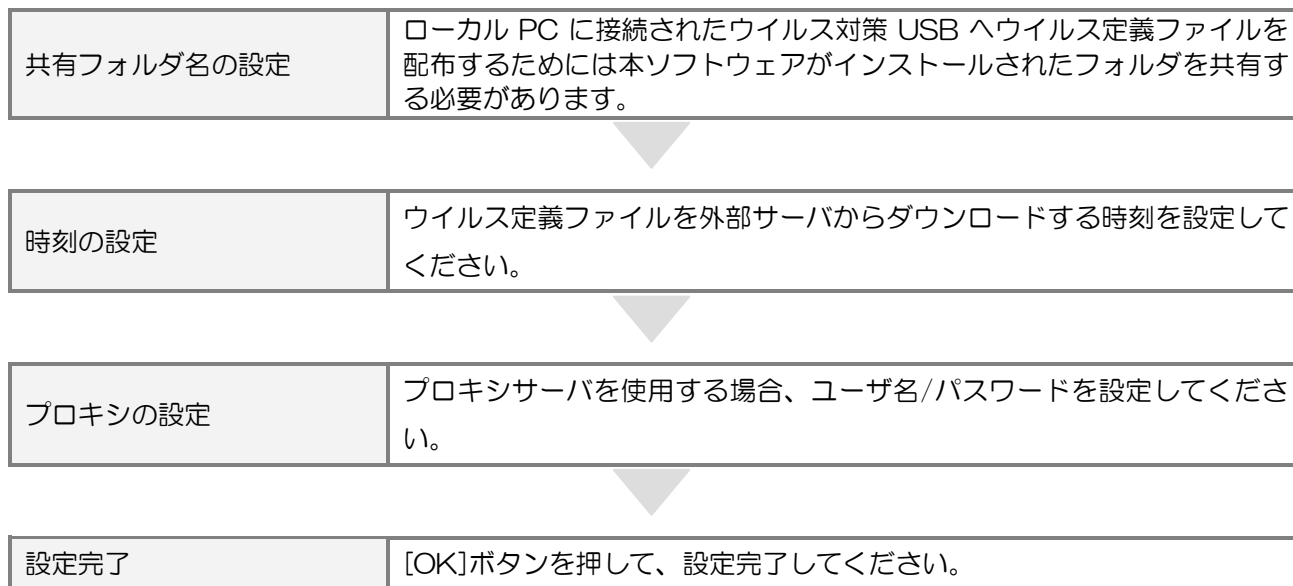 共有フォルダ名の設定
ローカル PC に接続されたウイルス対策 USB へウイルス定義ファイルを
配布するためには本ソフトウェアがインストールされたフォルダを共有す
る必要があります。
時刻の設定
ウイルス定義ファイルを外部サーバからダウンロードする時刻を設定して
ください。
プロキシの設定
プロキシサーバを使用する場合、ユーザ名/パスワードを設定してくださ
い。
設定完了
[OK]ボタンを押して、設定完了してください。